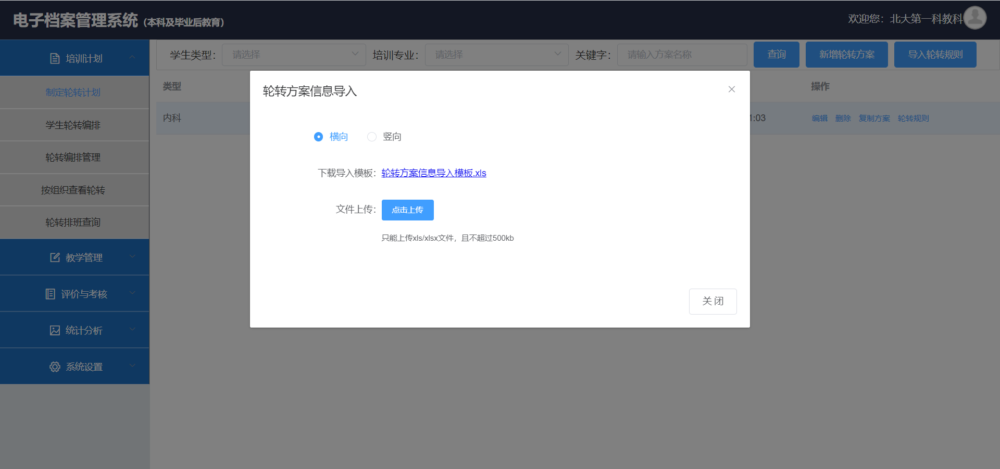 电子档案管理系统（本科及毕业后教育）
欢迎您：北大第一科教科
培训计划
制定轮转计划
学生轮转编排
轮转编排管理
按组织查看轮转
轮转排班查询
教学管理
评价与考核
统计分析
系统设置
学生类型： 请选择 培训专业： 请选择 关键字： 请输入方案名称 查询 新增轮转方案 导入轮转规则
类型 操作
内科 1:03 编辑 删除 复制方案 轮转规则
轮转方案信息导入
横向 竖向
下载导入模板：轮转方案信息导入模板.xls
文件上传： 点击上传
只能上传xls/xlsx文件，且不超过500kb
关 闭